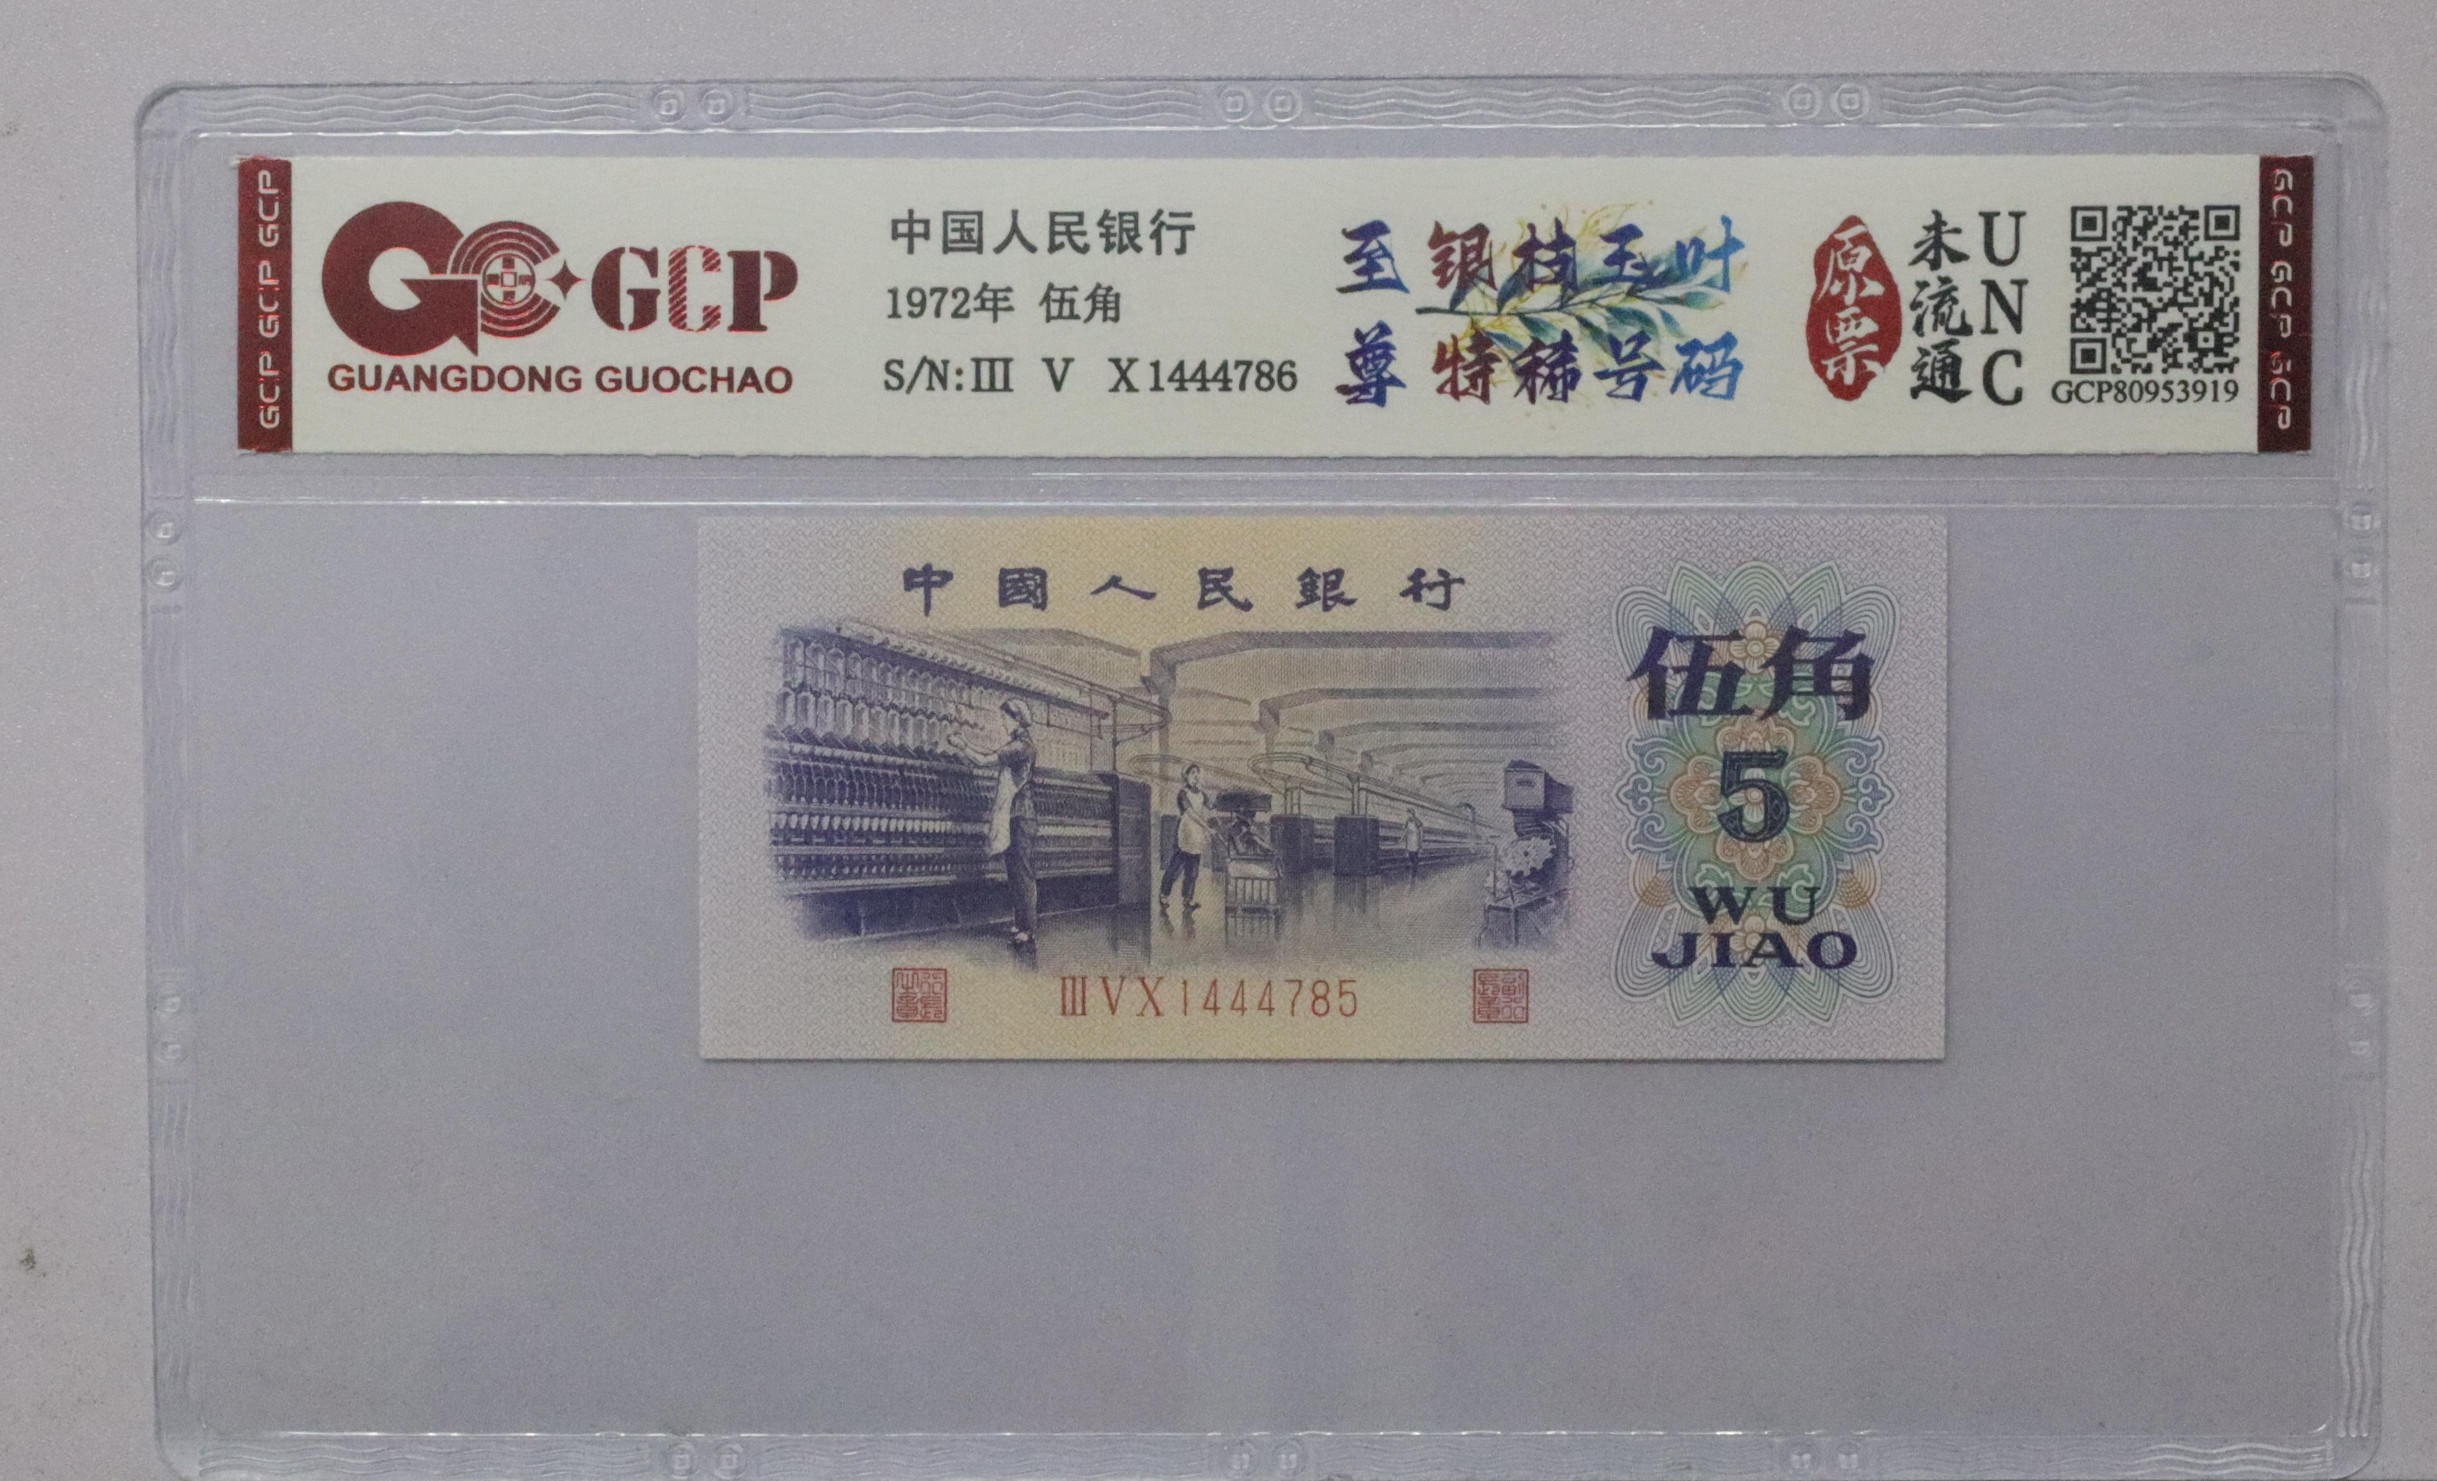 GCP GCP GCP
GCP
GUANGDONG GUOCHAO
中国人民银行
1972年 伍角
S/N:Ⅲ Ⅴ Ⅹ1444786
至尊
银枝玉叶
特稀号码
原票
未流通
UNC
GCP80953919
GCP GCP GCP
中國人民銀行
伍角
5
WU
JIAO
ⅢⅤⅩ1444785